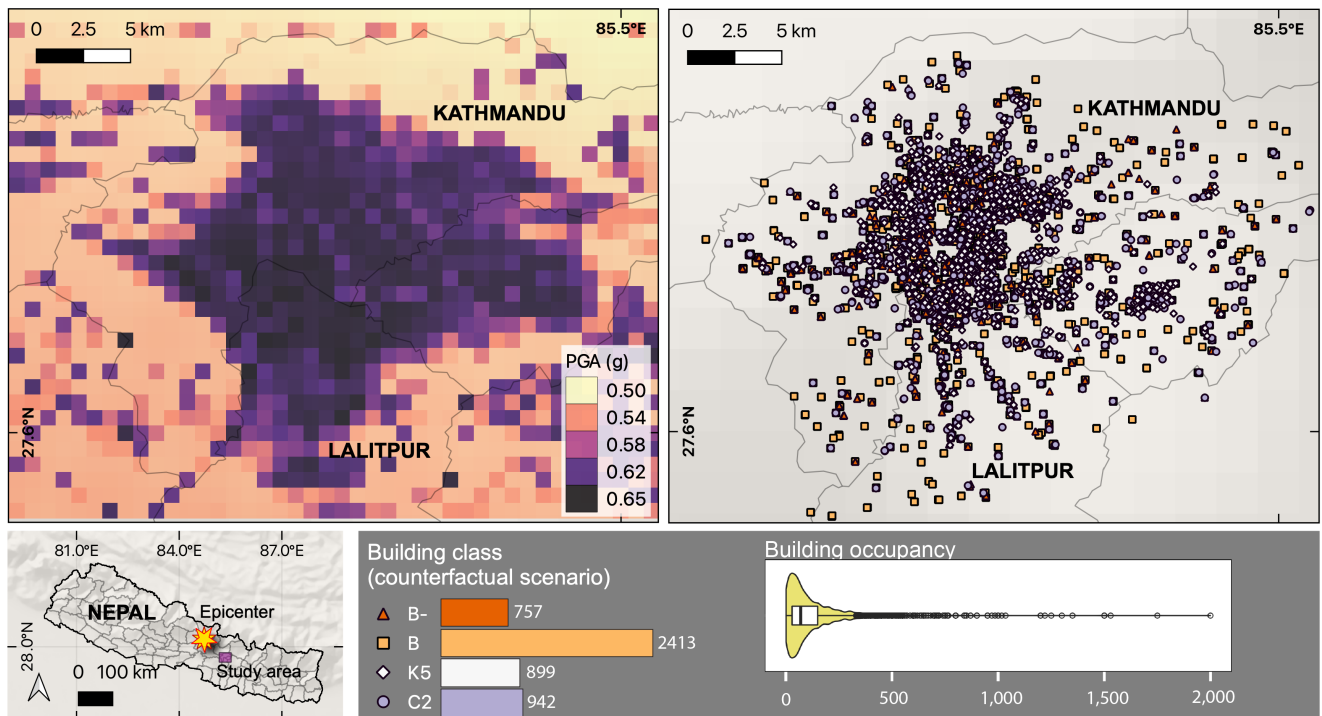 0 2.5 5 km
85.5°E
KATHMANDU
PGA (g)
0.50
0.54
0.58
0.62
0.65
27.6°N
LALITPUR
0 2.5 5 km
85.5°E
KATHMANDU
27.6°N
LALITPUR
81.0°E 84.0°E 87.0°E
NEPAL
Epicenter
28.0°N
Study area
0 100 km
Building class
(counterfactual scenario)
B- 757
B 2413
K5 899
C2 942
Building occupancy
0 500 1,000 1,500 2,000